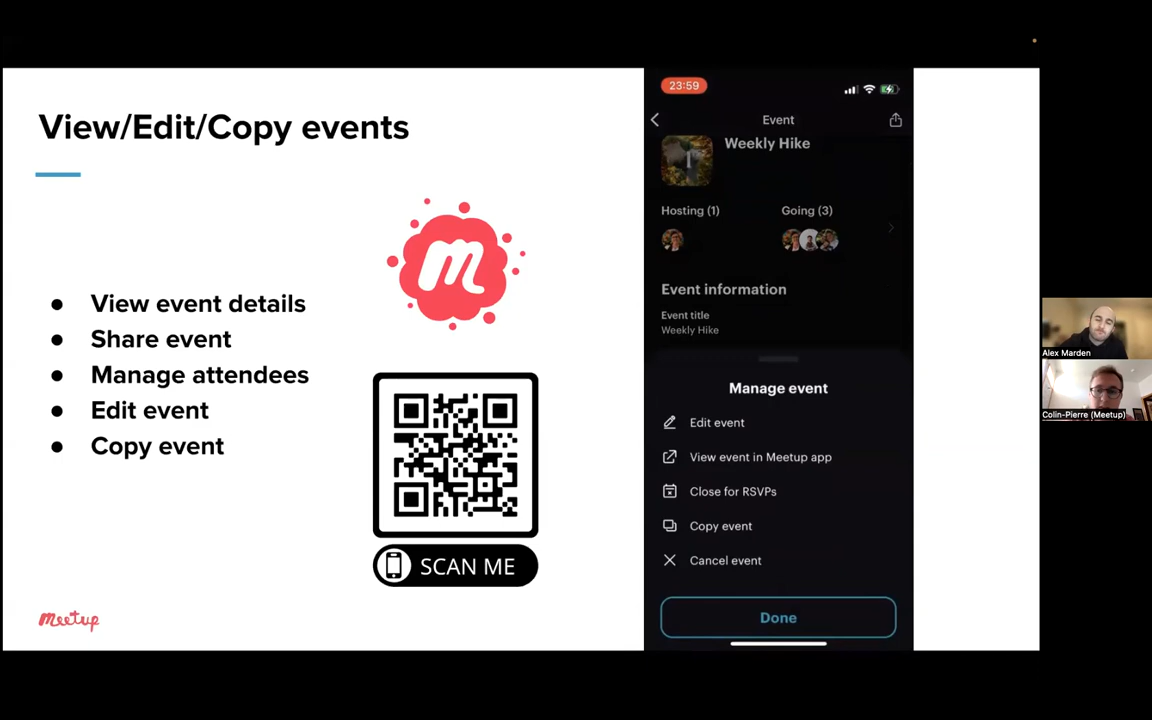 View/Edit/Copy events
View event details
Share event
Manage attendees
Edit event
Copy event
m
SCAN ME
meetup
23:59
Event
Weekly Hike
Hosting (1)
Going (3)
Event information
Event title
Weekly Hike
Manage event
Edit event
View event in Meetup app
Close for RSVPs
Copy event
Cancel event
Done
Alex Marden
Colin-Pierre (Meetup)